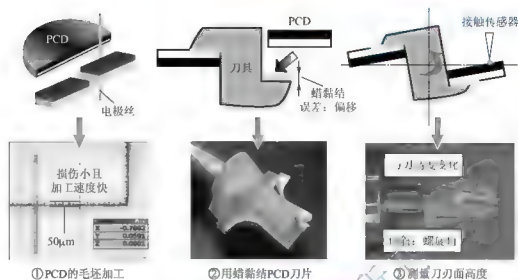 PCD
电极丝
PCD
刀具
蜡黏结
误差：偏移
接触传感器
损伤小且
加工速度快
50μm
①PCD的毛坯加工
②用蜡黏结PCD刀片
③测量刀刃面高度